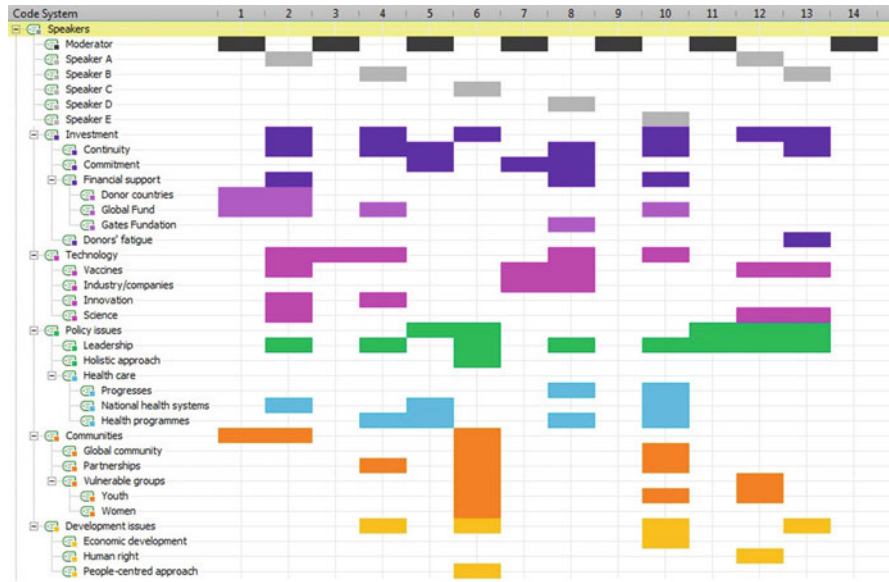 Code System 1 2 3 4 5 6 7 8 9 10 11 12 13 14
Speakers
Moderator
Speaker A
Speaker B
Speaker C
Speaker D
Speaker E
Investment
Continuity
Commitment
Financial support
Donor countries
Global Fund
Gates Fundation
Donors' fatigue
Technology
Vaccines
Industry/companies
Innovation
Science
Policy issues
Leadership
Holistic approach
Health care
Progresses
National health systems
Health programmes
Communities
Global community
Partnerships
Vulnerable groups
Youth
Women
Development issues
Economic development
Human right
People-centred approach